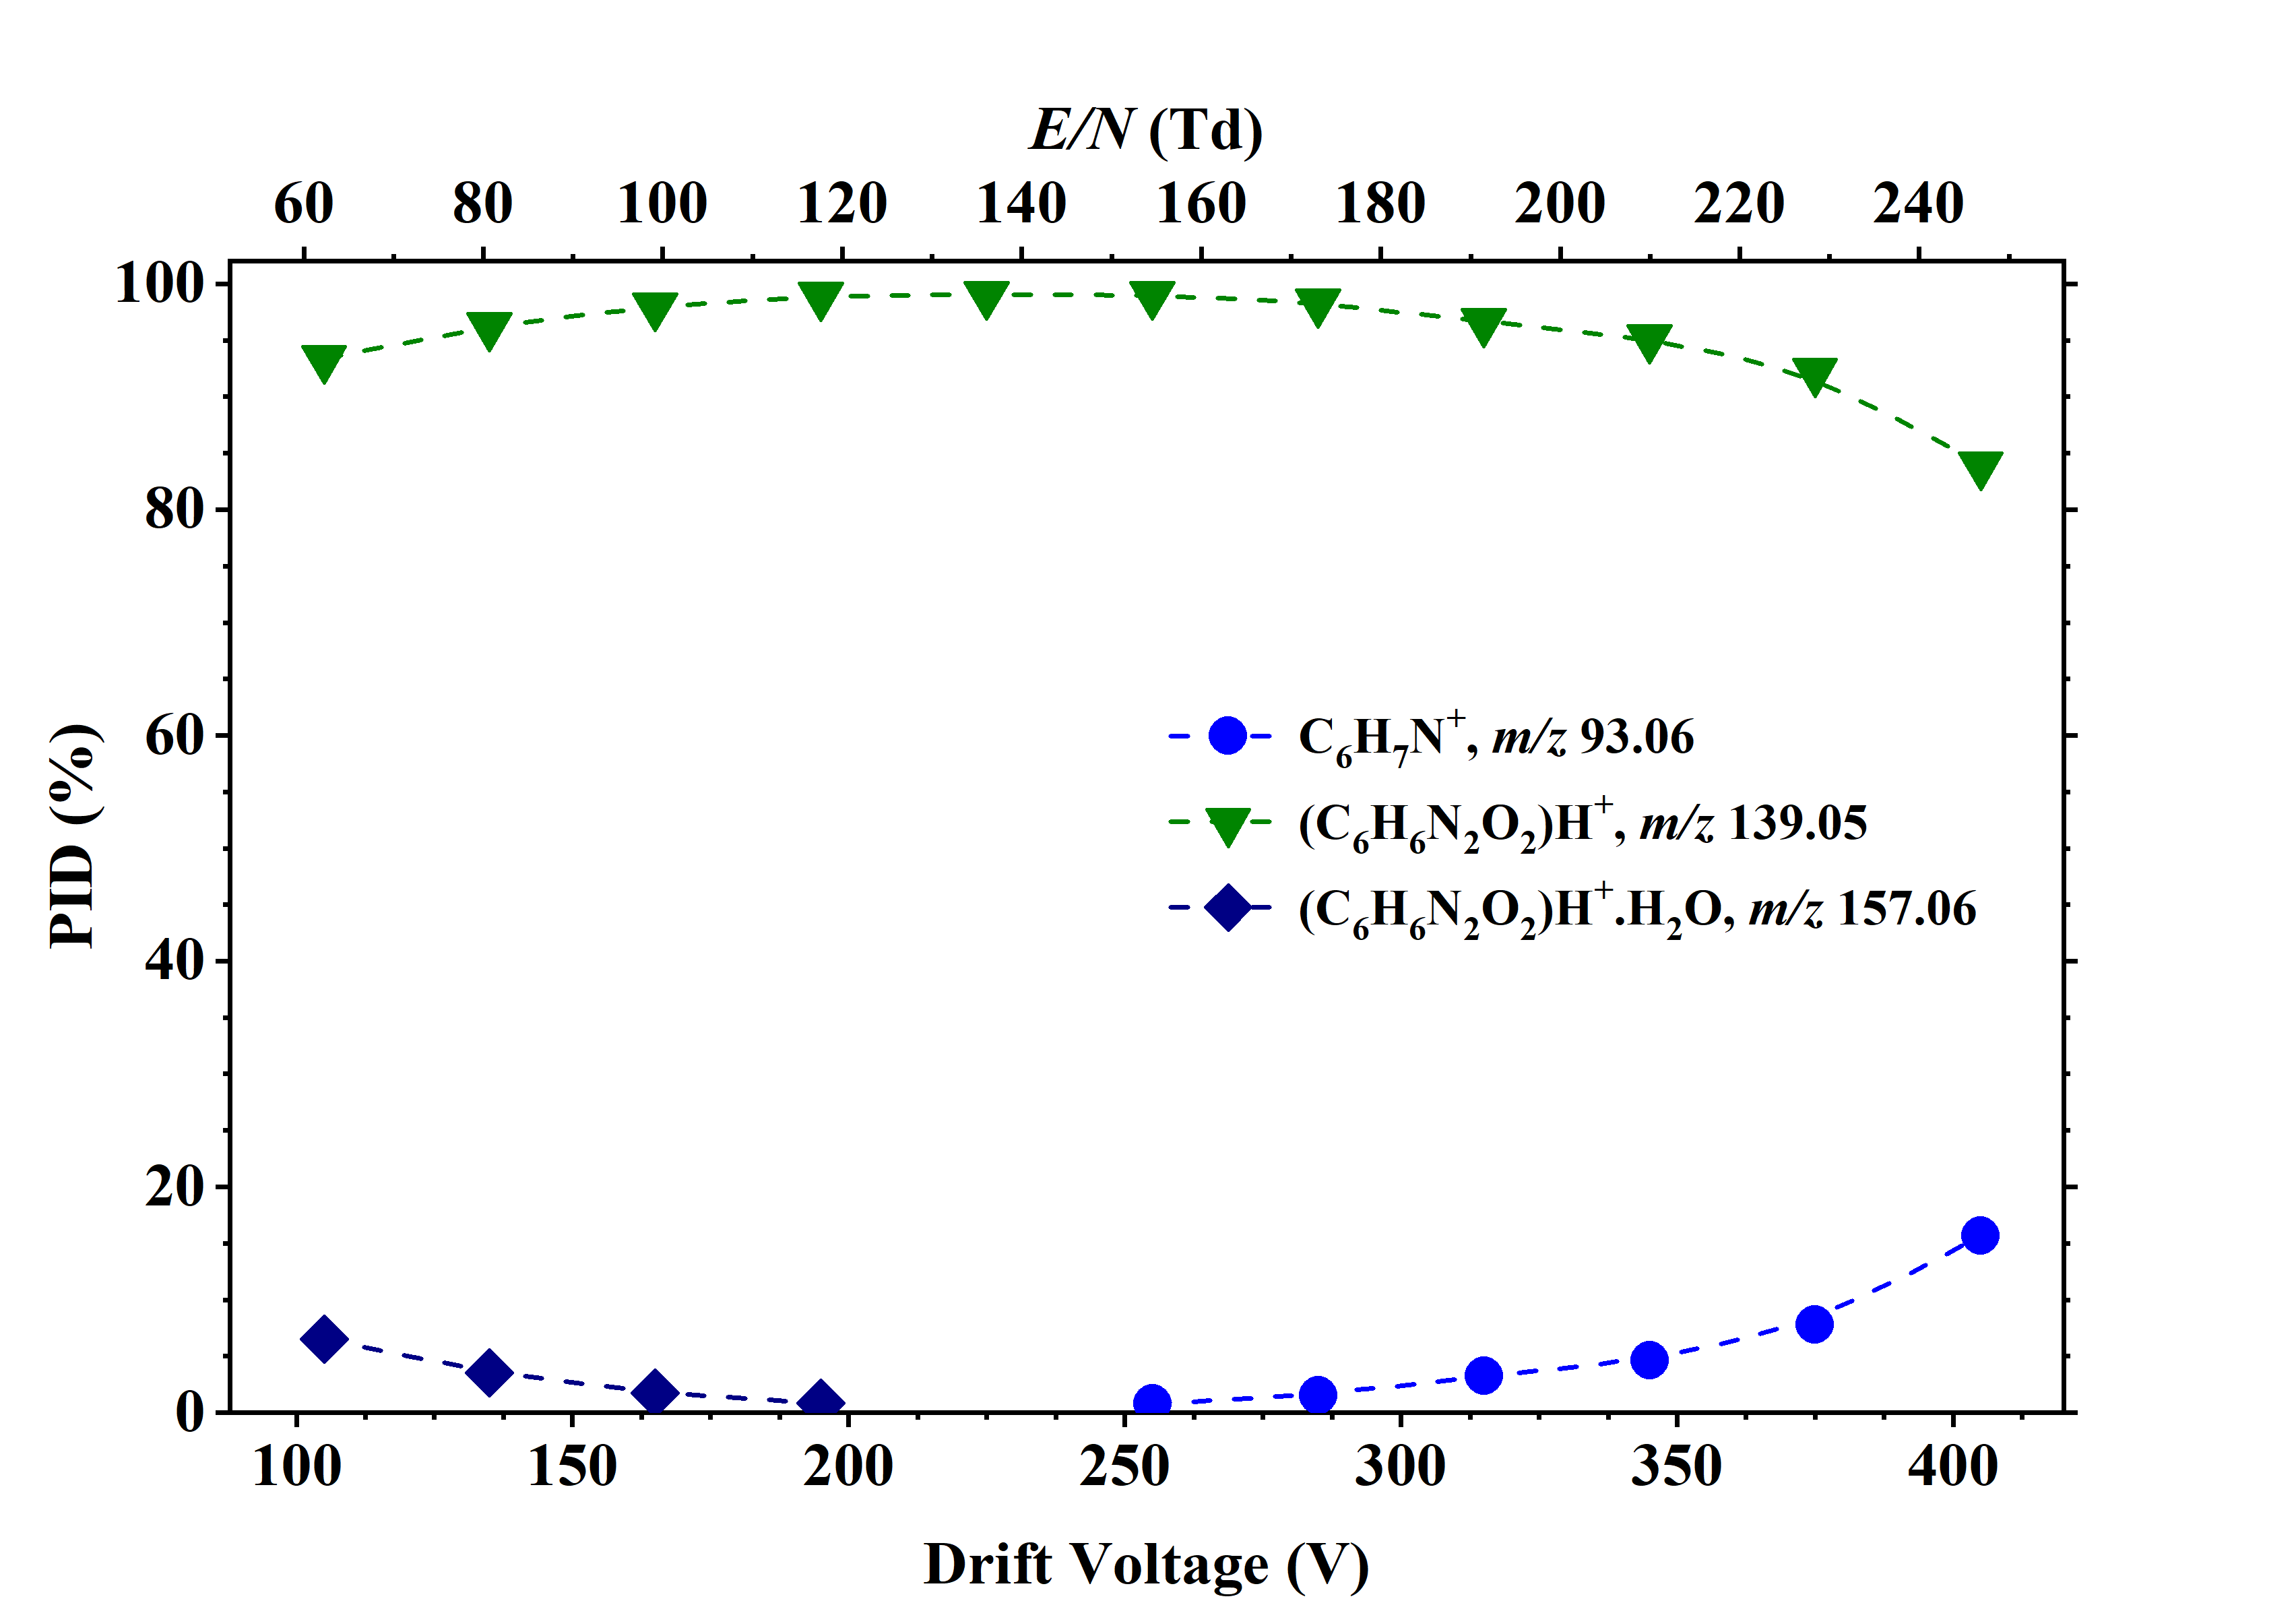 E/N (Td)
60 80 100 120 140 160 180 200 220 240
100
80
60
40
20
0
PID (%)
C₆H₇N⁺, m/z 93.06
(C₆H₆N₂O₂)H⁺, m/z 139.05
(C₆H₆N₂O₂)H⁺.H₂O, m/z 157.06
100 150 200 250 300 350 400
Drift Voltage (V)